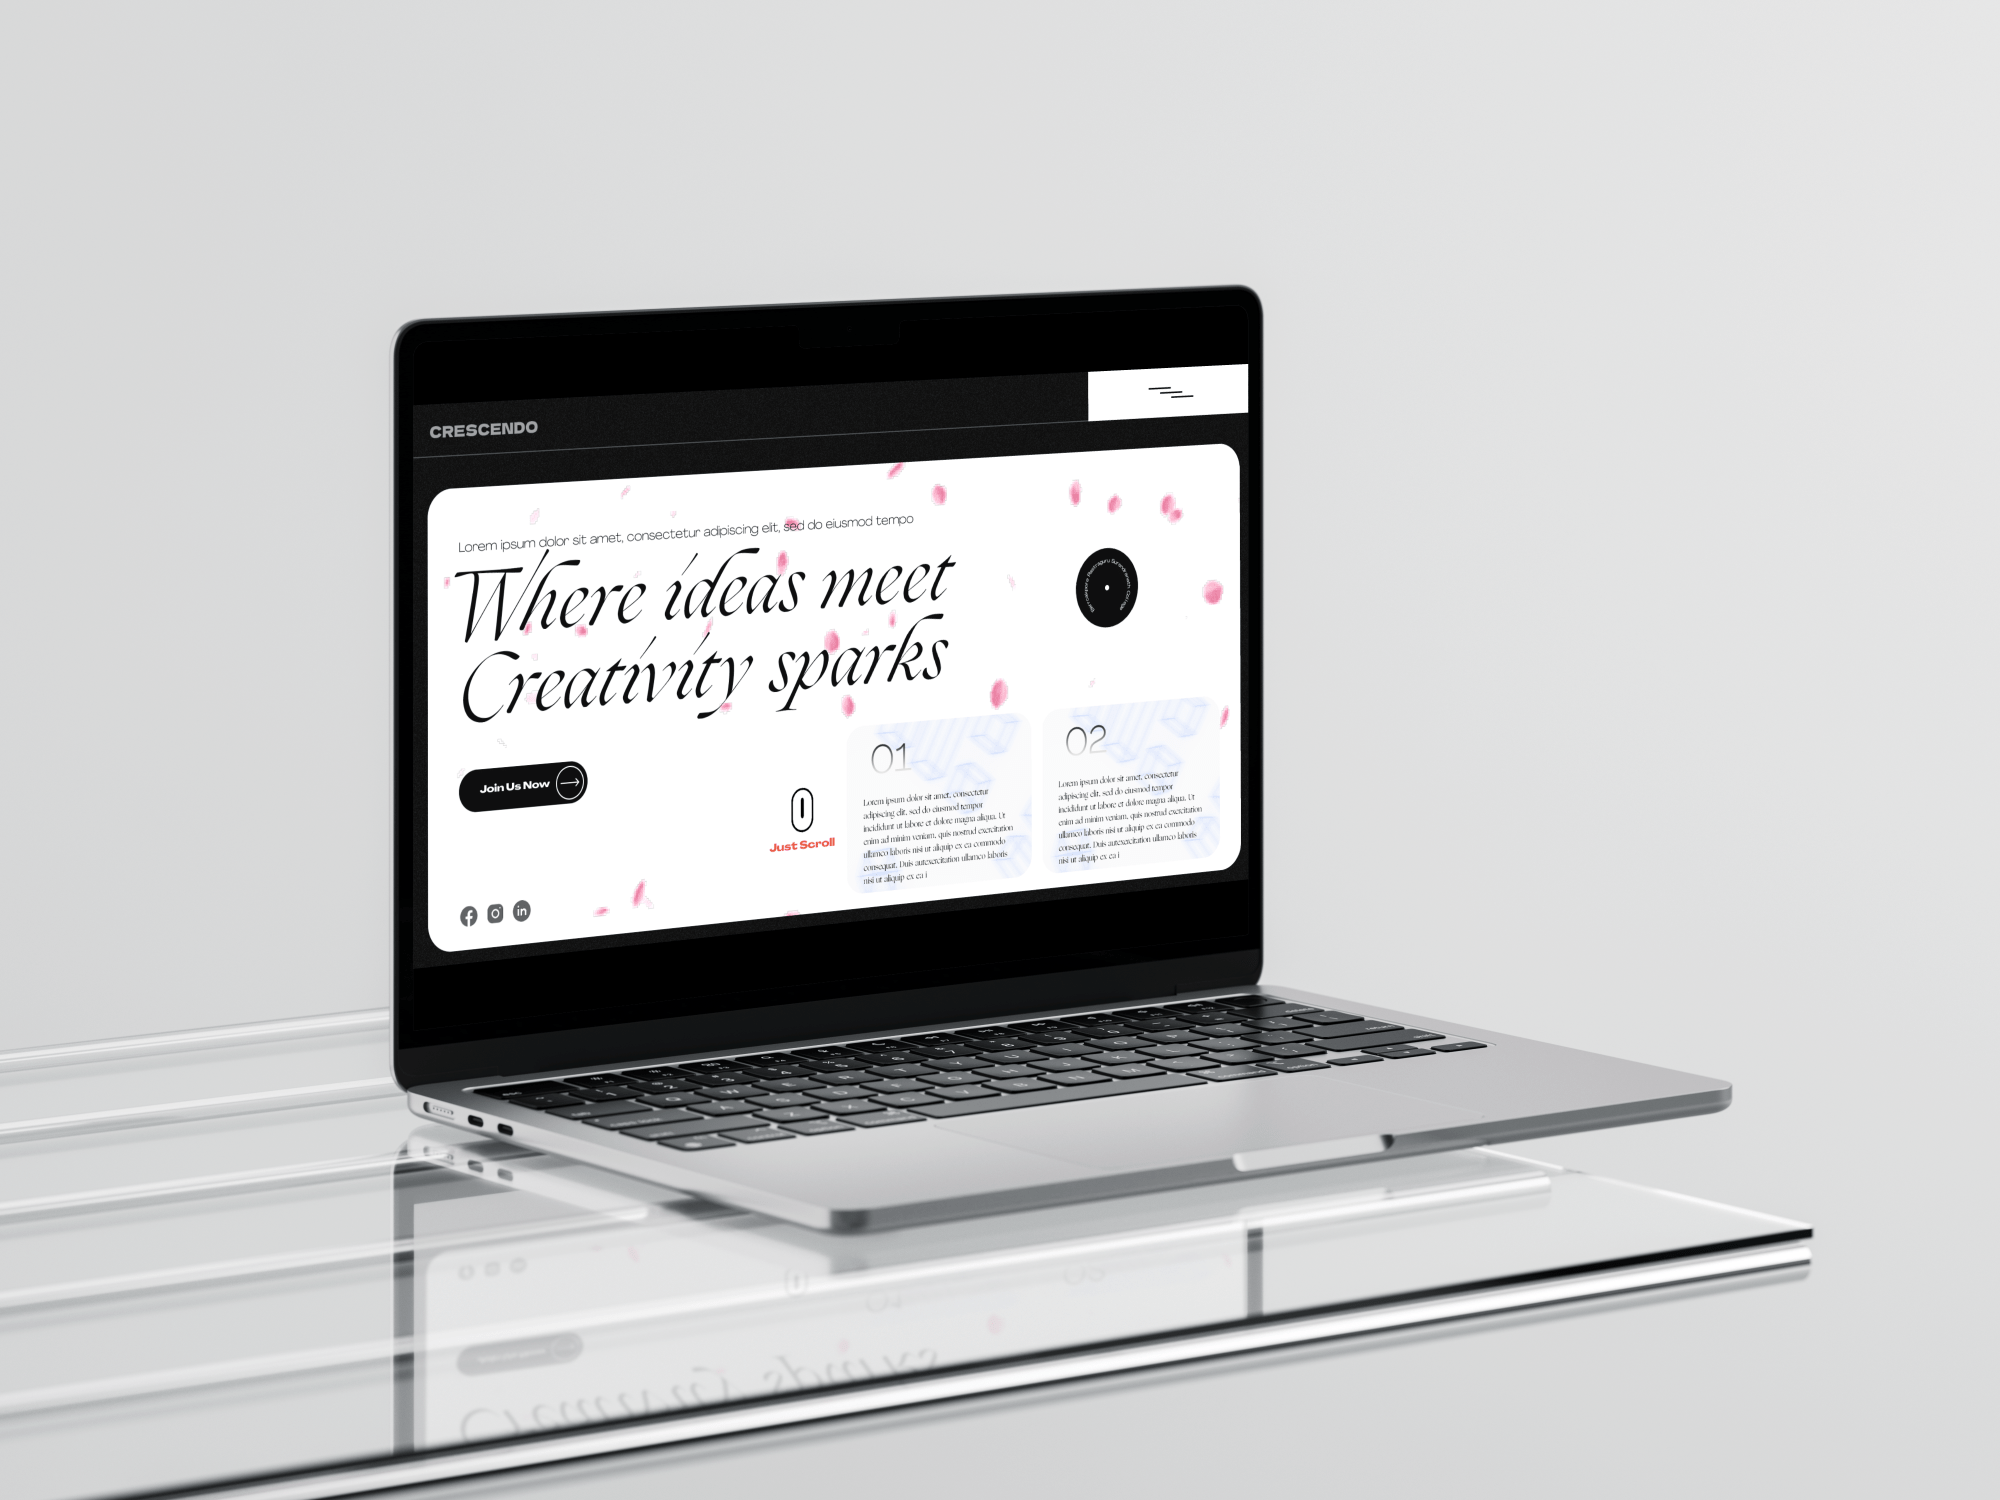 CRESCENDO
Lorem ipsum dolor sit amet, consectetur adipiscing elit, sed do eiusmod tempo
Where ideas meet
Creativity sparks
Join Us Now
Just Scroll
01
Lorem ipsum dolor sit amet, consectetur
adipiscing elit, sed do eiusmod tempor
incididunt ut labore et dolore magna aliqua. Ut
enim ad minim veniam, quis nostrud exercitation
ullamco laboris nisi ut aliquip ex ea commodo
consequat. Duis autexercitation ullamco laboris
nisi ut aliquip ex ea i
02
Lorem ipsum dolor sit amet, consectetur
adipiscing elit, sed do eiusmod tempor
incididunt ut labore et dolore magna aliqua. Ut
enim ad minim veniam, quis nostrud exercitation
ullamco laboris nisi ut aliquip ex ea commodo
consequat. Duis autexercitation ullamco laboris
nisi ut aliquip ex ea i
in